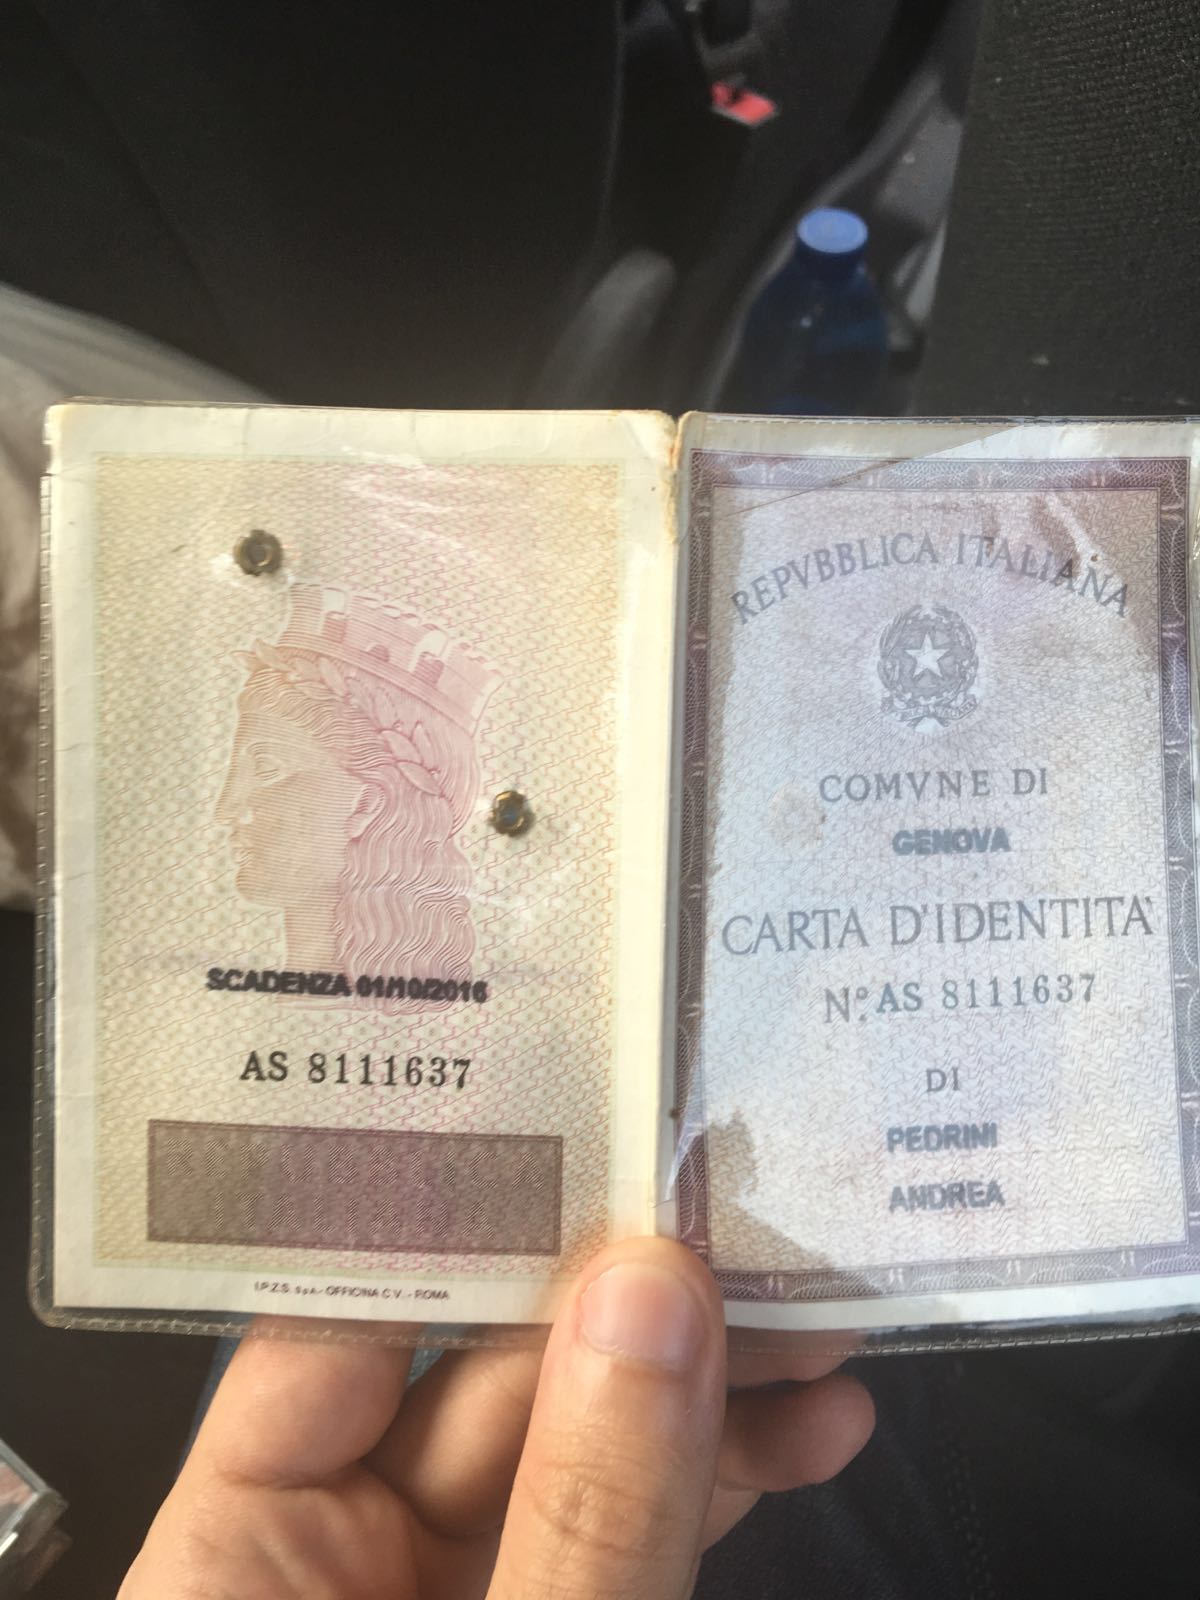 SCADENZA 01/10/2016
AS 8111637
REPUBBLICA
ITALIANA
I.P.Z.S. S.p.A. - OFFICINA C.V. - ROMA
REPVBBLICA ITALIANA
COMVNE DI
GENOVA
CARTA D'IDENTITA'
N.º AS 8111637
DI
PEDRINI
ANDREA